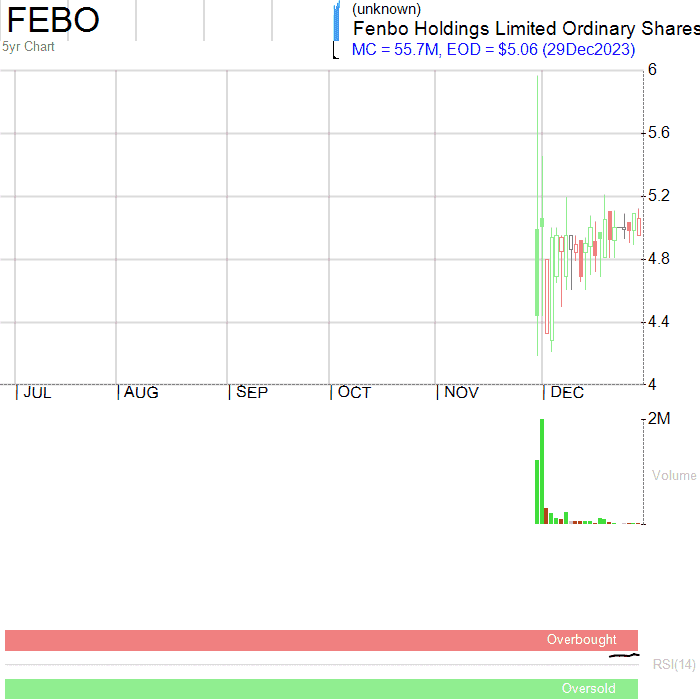 FEBO
5yr Chart
(unknown)
Fenbo Holdings Limited Ordinary Shares
MC = 55.7M, EOD = $5.06 (29Dec2023)
6
5.6
5.2
4.8
4.4
4
JUL AUG SEP OCT NOV DEC
2M
Volume
Overbought
RSI(14)
Oversold